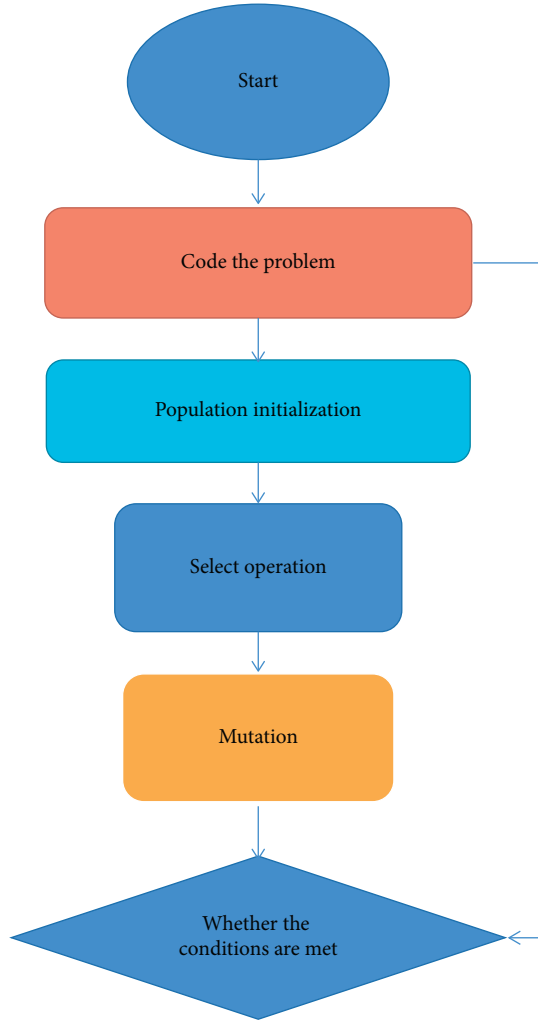 Start
Code the problem
Population initialization
Select operation
Mutation
Whether the
conditions are met